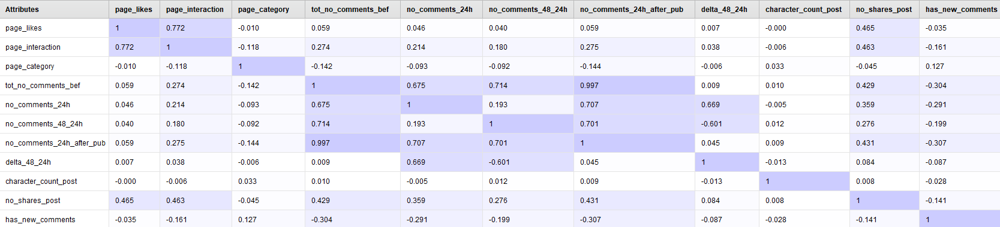 Attributes page_likes page_interaction page_category tot_no_comments_bef no_comments_24h no_comments_48_24h no_comments_24h_after_pub delta_48_24h character_count_post no_shares_post has_new_comments
page_likes 1 0.772 -0.010 0.059 0.046 0.040 0.059 0.007 -0.000 0.465 -0.035
page_interaction 0.772 1 -0.118 0.274 0.214 0.180 0.275 0.038 -0.006 0.463 -0.161
page_category -0.010 -0.118 1 -0.142 -0.093 -0.092 -0.144 -0.006 0.033 -0.045 0.127
tot_no_comments_bef 0.059 0.274 -0.142 1 0.675 0.714 0.997 0.009 0.010 0.429 -0.304
no_comments_24h 0.046 0.214 -0.093 0.675 1 0.193 0.707 0.669 -0.005 0.359 -0.291
no_comments_48_24h 0.040 0.180 -0.092 0.714 0.193 1 0.701 -0.601 0.012 0.276 -0.199
no_comments_24h_after_pub 0.059 0.275 -0.144 0.997 0.707 0.701 1 0.045 0.009 0.431 -0.307
delta_48_24h 0.007 0.038 -0.006 0.009 0.669 -0.601 0.045 1 -0.013 0.084 -0.087
character_count_post -0.000 -0.006 0.033 0.010 -0.005 0.012 0.009 -0.013 1 0.008 -0.028
no_shares_post 0.465 0.463 -0.045 0.429 0.359 0.276 0.431 0.084 0.008 1 -0.141
has_new_comments -0.035 -0.161 0.127 -0.304 -0.291 -0.199 -0.307 -0.087 -0.028 -0.141 1